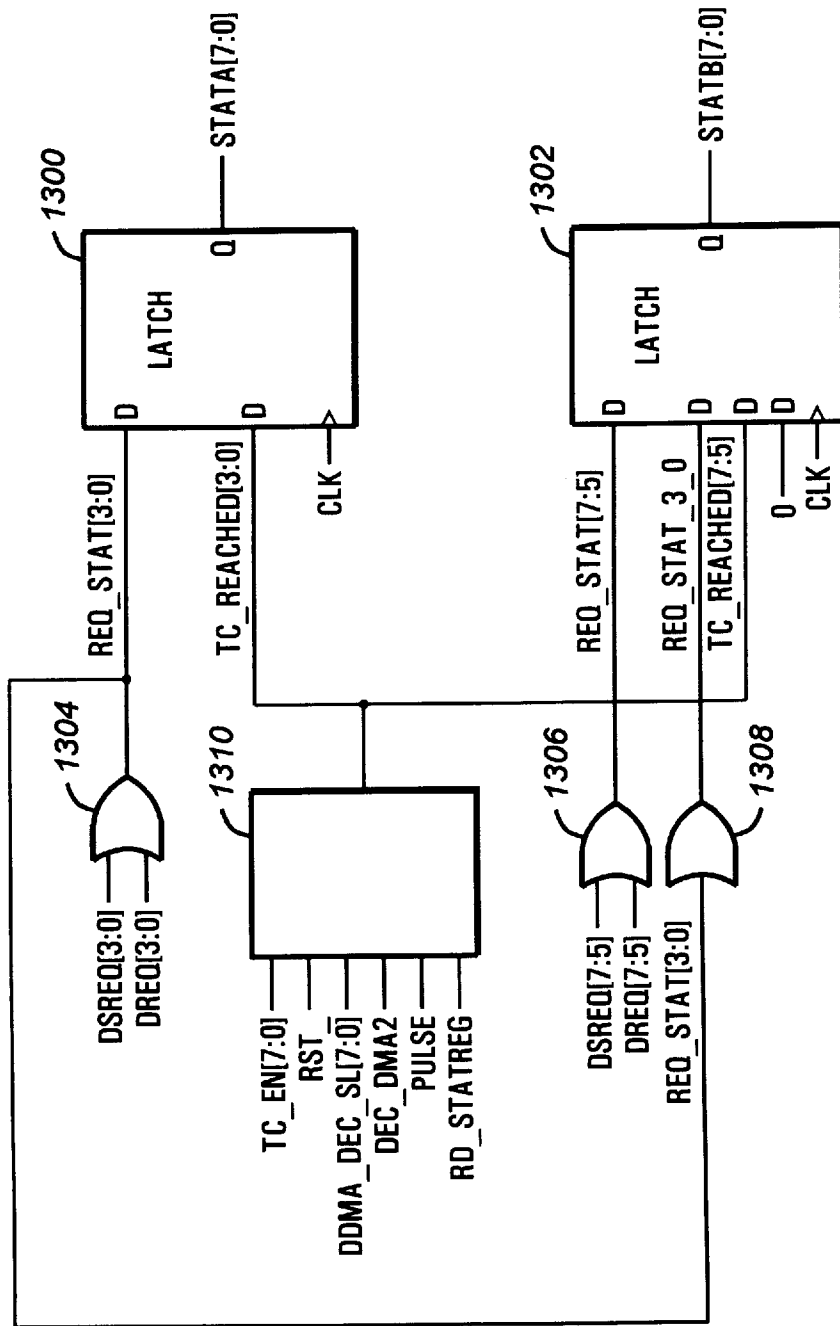 1300
REQ_STAT[3:0]
D
LATCH
Q
STATA[7:0]
1304
DSREQ[3:0]
DREQ[3:0]
TC_REACHED[3:0]
D
CLK
1310
TC_EN[7:0]
RST_
DDMA_DEC_SL[7:0]
DEC_DMA2
PULSE
RD_STATREG
1302
REQ_STAT[7:5]
D
LATCH
Q
STATB[7:0]
1306
DSREQ[7:5]
DREQ[7:5]
REQ_STAT_3_0
D
TC_REACHED[7:5]
D
0
D
REQ_STAT[3:0]
1308
CLK